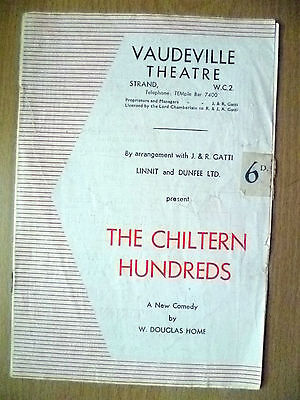 VAUDEVILLE
THEATRE
STRAND, W.C.2.
Telephone: TEMple Bar 7400
Proprietors and Managers - - J. & R. Gatti
Licensed by the Lord Chamberlain to R. & J. A. Gatti
By arrangement with J. & R. GATTI
LINNIT and DUNFEE LTD.
6D.
present
THE CHILTERN
HUNDREDS
A New Comedy
by
W. DOUGLAS HOME